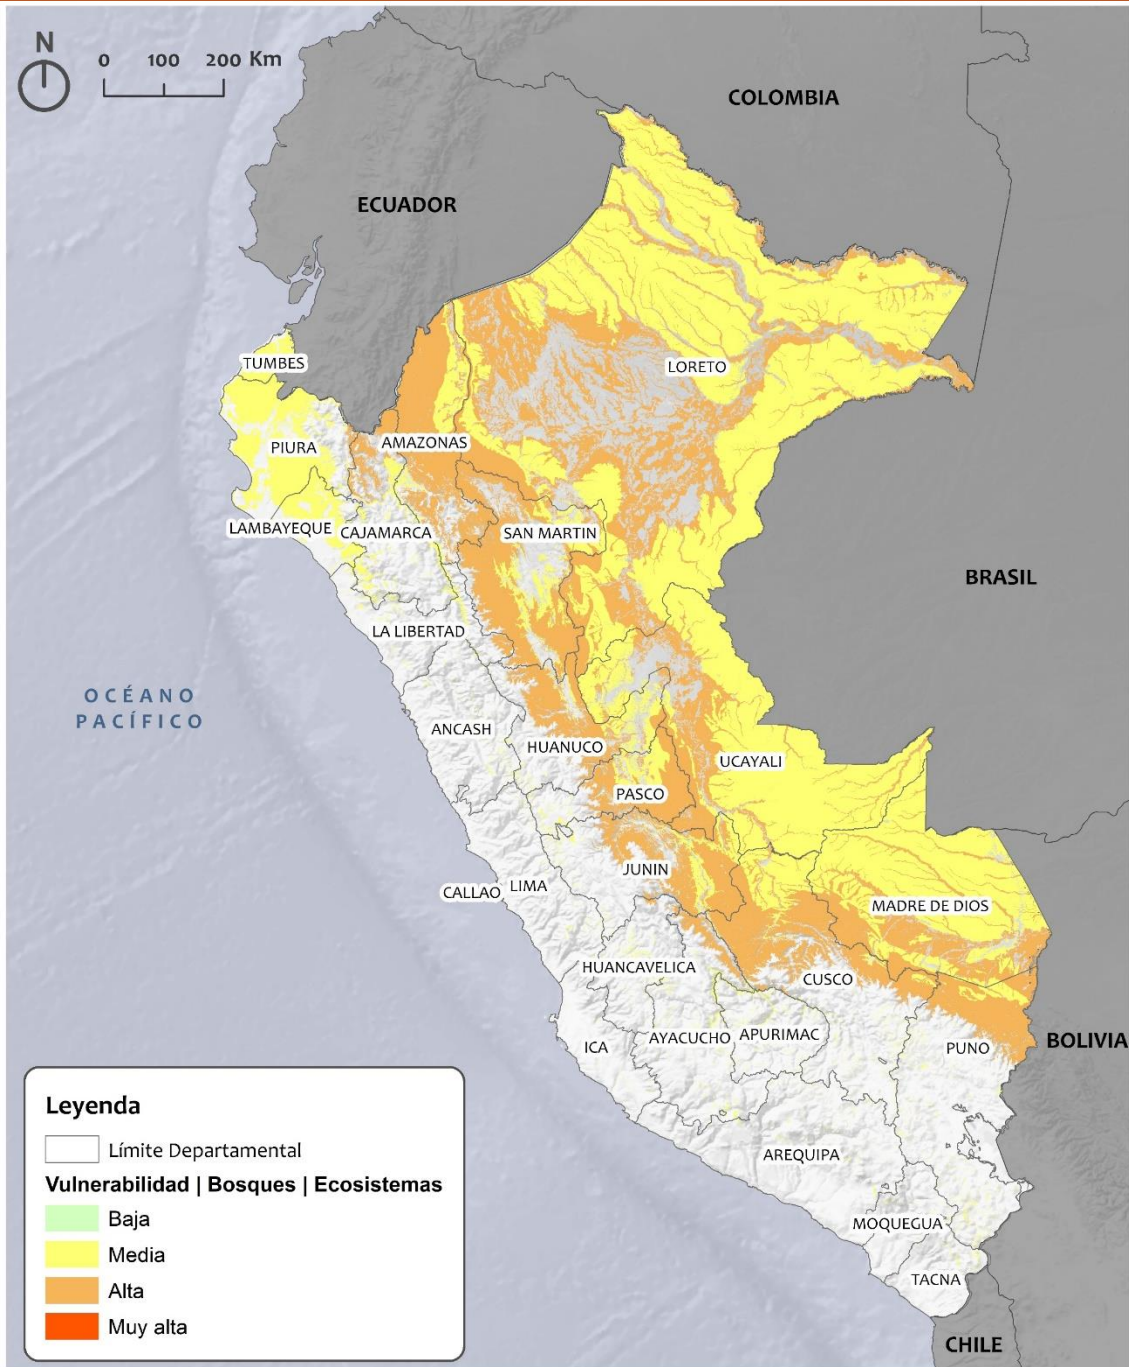 N
0 100 200 Km
COLOMBIA
ECUADOR
TUMBES
LORETO
PIURA
AMAZONAS
LAMBAYEQUE
CAJAMARCA
SAN MARTIN
BRASIL
LA LIBERTAD
OCÉANO
PACÍFICO
ANCASH
HUANUCO
UCAYALI
PASCO
JUNIN
CALLAO
LIMA
MADRE DE DIOS
HUANCAVELICA
CUSCO
ICA
AYACUCHO
APURIMAC
PUNO
BOLIVIA
AREQUIPA
MOQUEGUA
TACNA
CHILE
Leyenda
Límite Departamental
Vulnerabilidad | Bosques | Ecosistemas
Baja
Media
Alta
Muy alta